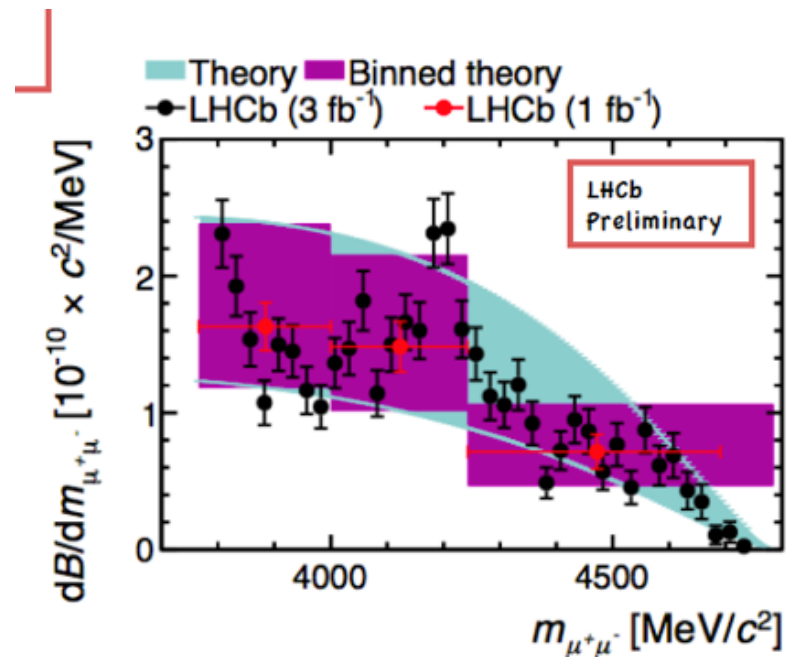 Theory Binned theory
LHCb (3 fb⁻¹) LHCb (1 fb⁻¹)
LHCb
Preliminary
dB/dm_μ⁺μ⁻ [10⁻¹⁰ × c²/MeV]
3
2
1
0
4000 4500
m_μ⁺μ⁻ [MeV/c²]